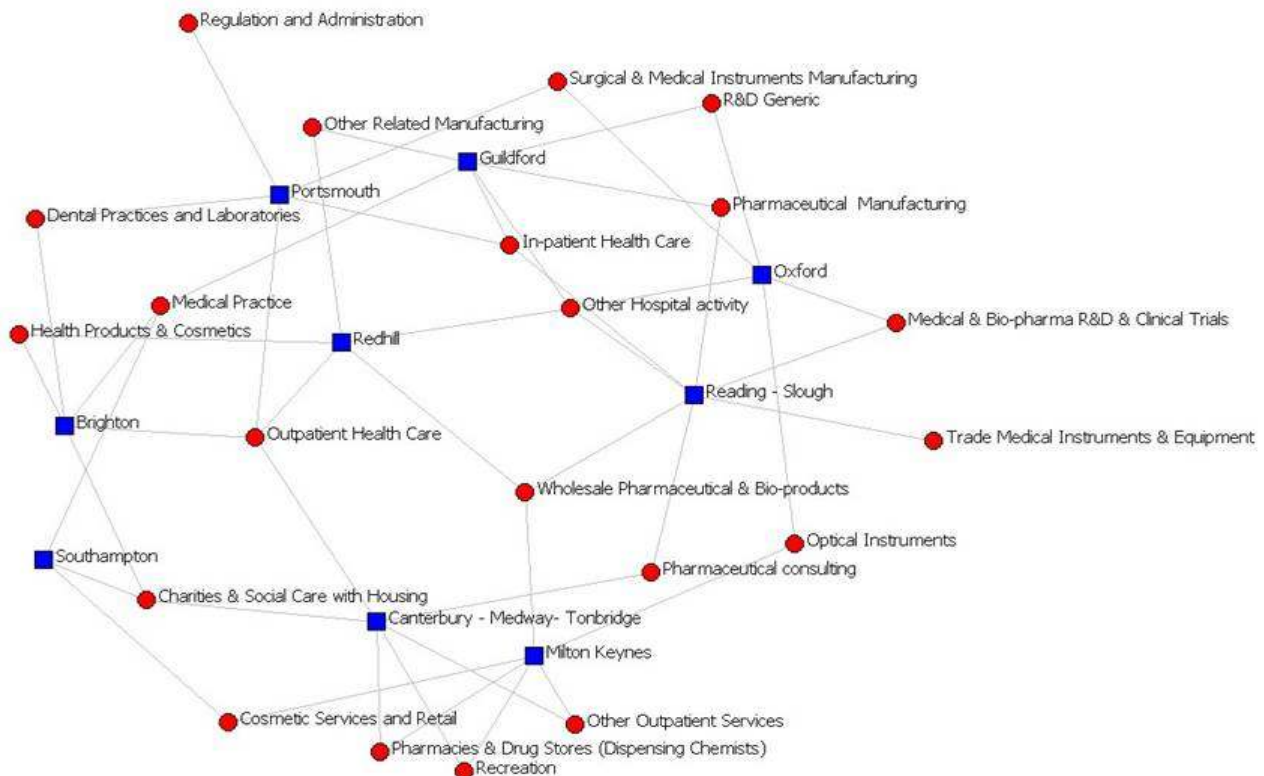 Regulation and Administration
Surgical & Medical Instruments Manufacturing
R&D Generic
Other Related Manufacturing
Guildford
Portsmouth
Pharmaceutical Manufacturing
Dental Practices and Laboratories
In-patient Health Care
Oxford
Medical Practice
Other Hospital activity
Medical & Bio-pharma R&D & Clinical Trials
Health Products & Cosmetics
Redhill
Reading - Slough
Brighton
Outpatient Health Care
Trade Medical Instruments & Equipment
Wholesale Pharmaceutical & Bio-products
Optical Instruments
Southampton
Pharmaceutical consulting
Charities & Social Care with Housing
Canterbury - Medway- Tonbridge
Milton Keynes
Cosmetic Services and Retail
Other Outpatient Services
Pharmacies & Drug Stores (Dispensing Chemists)
Recreation